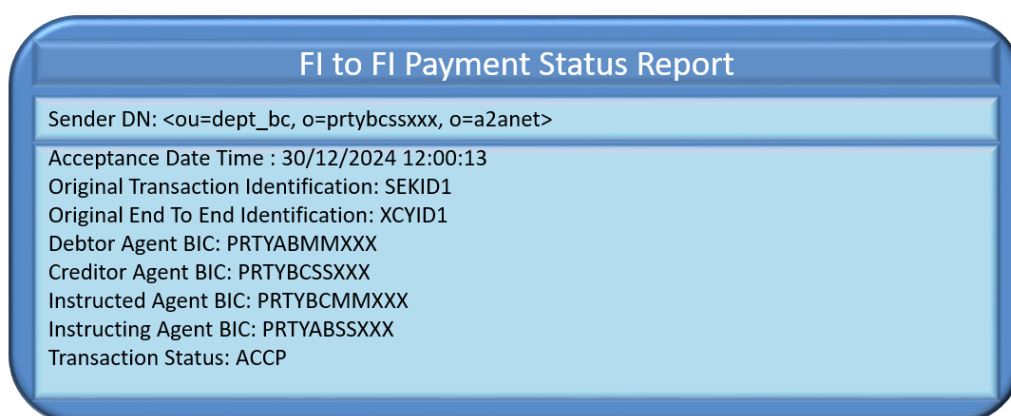 FI to FI Payment Status Report
Sender DN: <ou=dept_bc, o=prtybcssxxx, o=a2anet>
Acceptance Date Time : 30/12/2024 12:00:13
Original Transaction Identification: SEKID1
Original End To End Identification: XCYID1
Debtor Agent BIC: PRTYABMMXXX
Creditor Agent BIC: PRTYBCSSXXX
Instructed Agent BIC: PRTYBCMMXXX
Instructing Agent BIC: PRTYABSSXXX
Transaction Status: ACCP